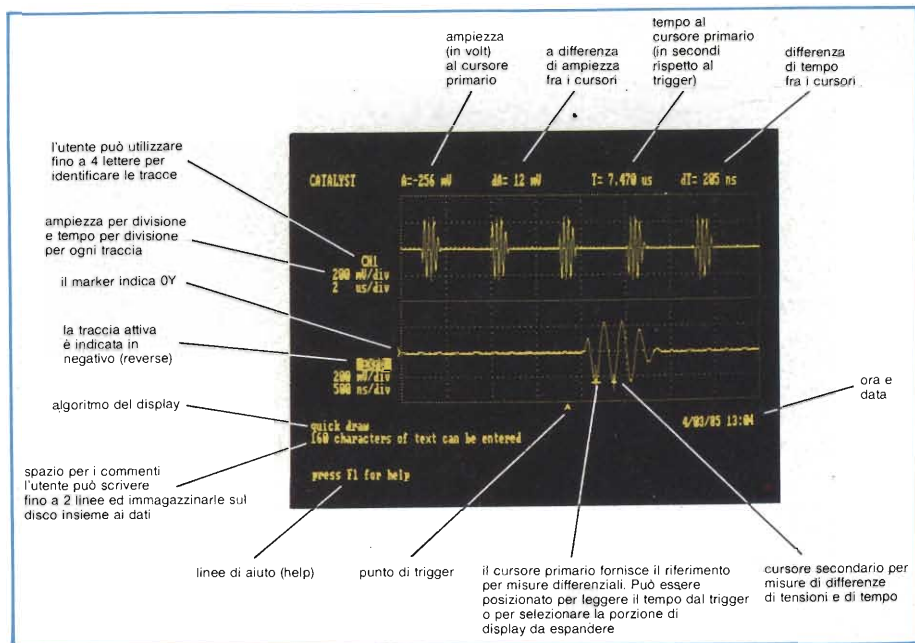 ampiezza
(in volt)
al cursore
primario
a differenza
di ampiezza
fra i cursori
tempo al
cursore primario
(in secondi
rispetto al
trigger)
differenza
di tempo
fra i cursori
l'utente può utilizzare
fino a 4 lettere per
identificare le tracce
ampiezza per divisione
e tempo per divisione
per ogni traccia
il marker indica 0Y
la traccia attiva
è indicata in
negativo (reverse)
algoritmo del display
spazio per i commenti
l'utente può scrivere
fino a 2 linee ed immagazzinarle sul
disco insieme ai dati
CATALYST
A=-256 mV
dA= 12 mV
T= 7.470 us
dT= 205 ns
CH1
200 mV/div
2 us/div
200 mV/div
500 ns/div
quick draw
160 characters of text can be entered
4/03/85 13:04
press F1 for help
ora e
data
linee di aiuto (help)
punto di trigger
il cursore primario fornisce il riferimento
per misure differenziali. Può essere
posizionato per leggere il tempo dal trigger
o per selezionare la porzione di
display da espandere
cursore secondario per
misure di differenze
di tensioni e di tempo